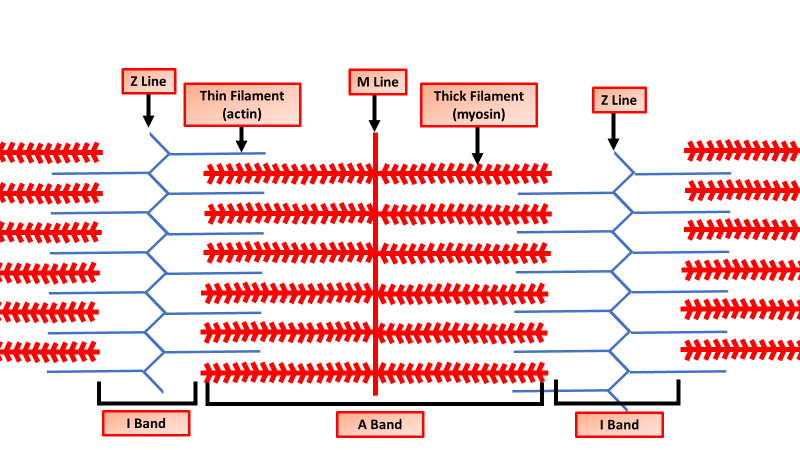 Z Line
Thin Filament
(actin)
M Line
Thick Filament
(myosin)
Z Line
I Band
A Band
I Band